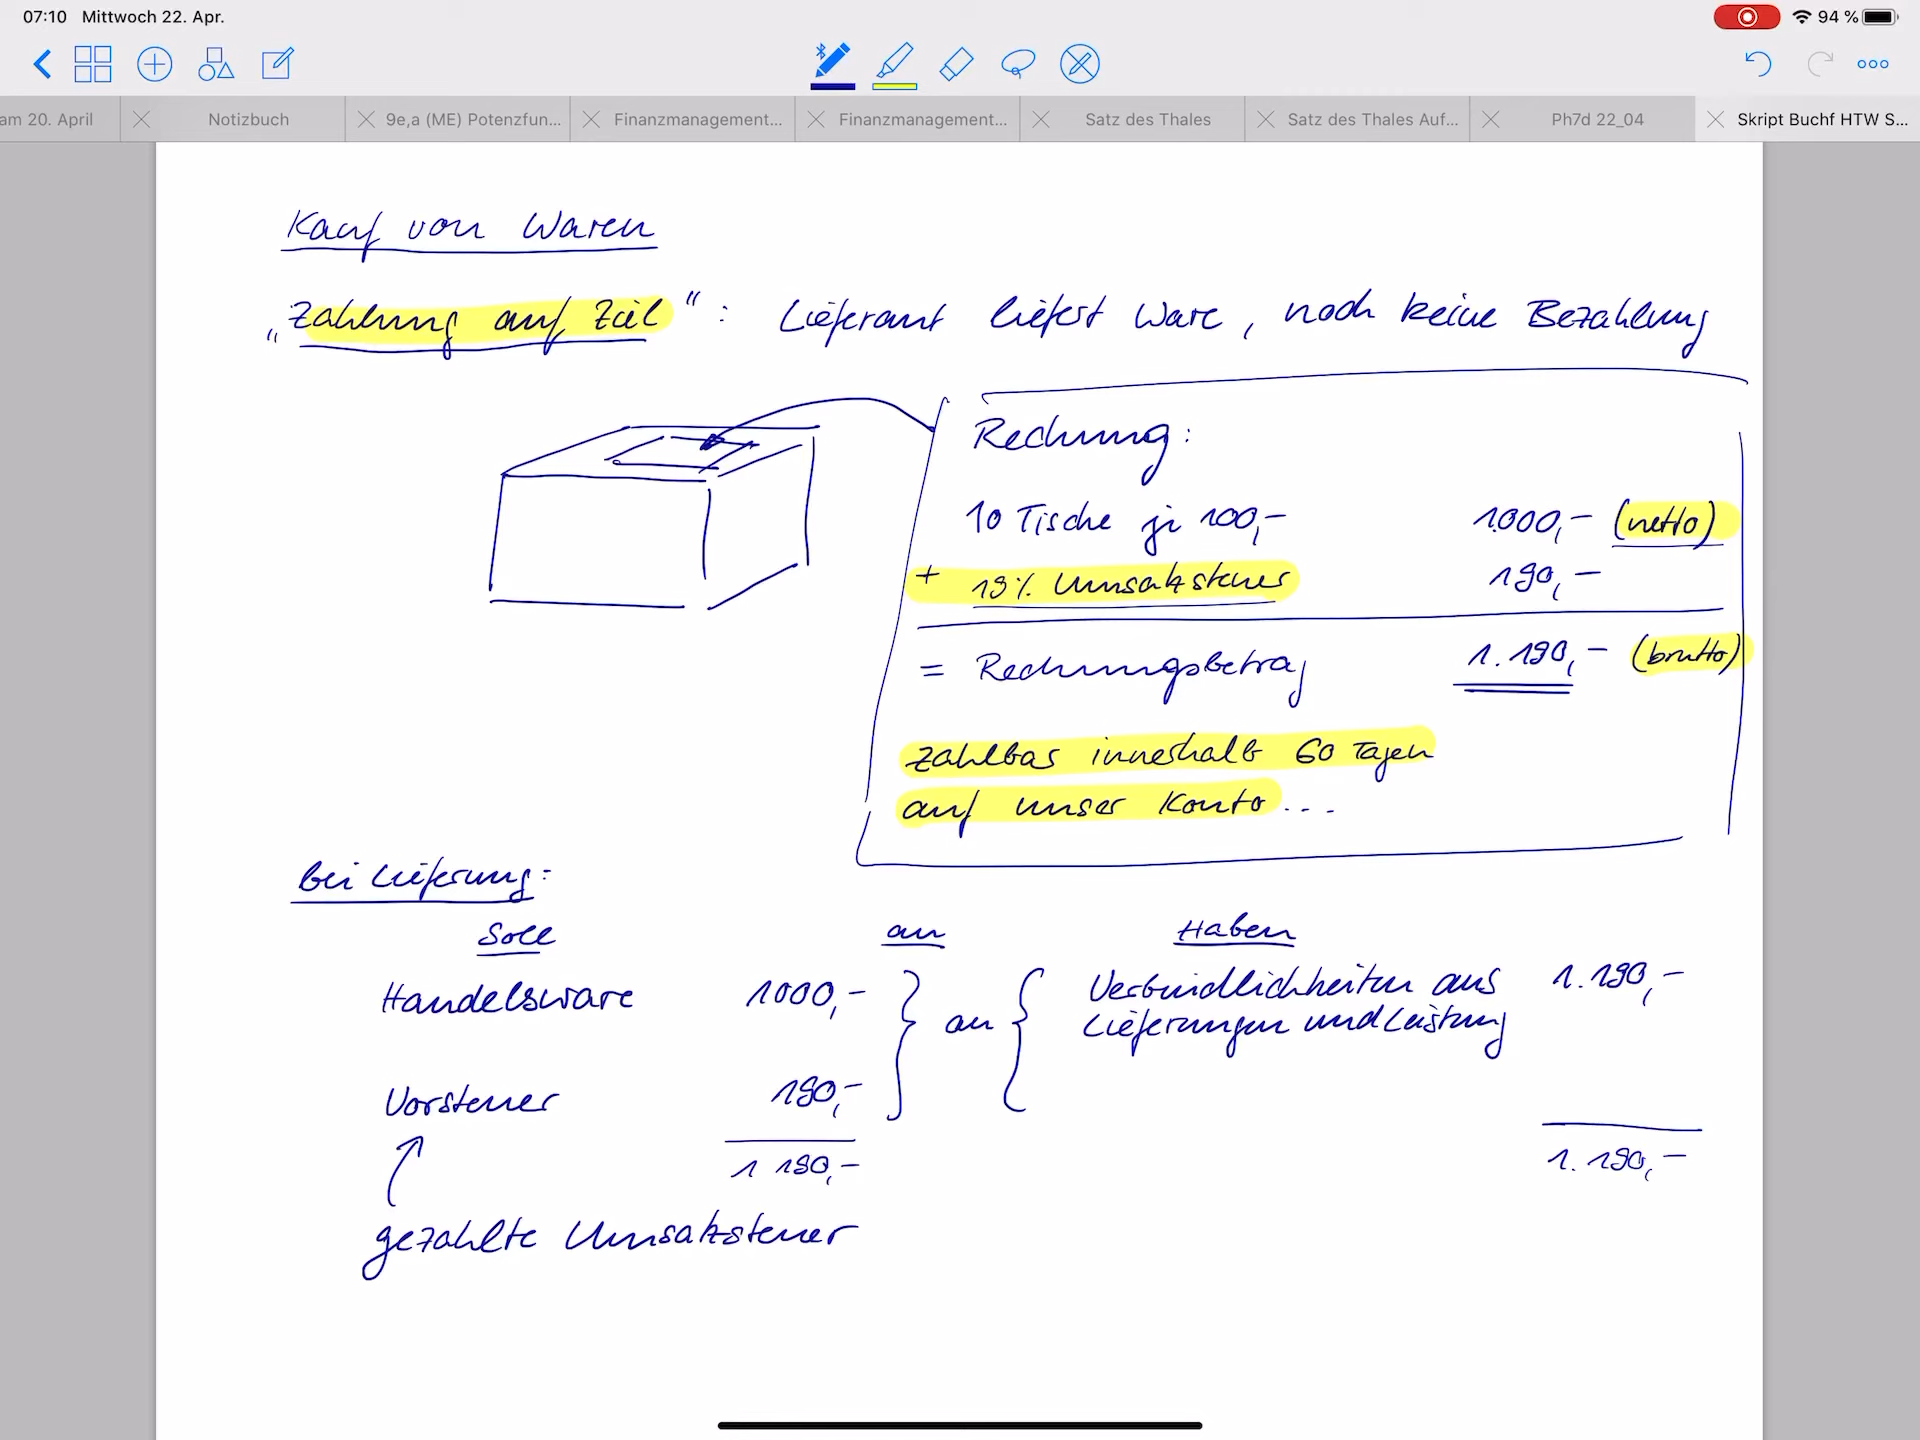 07:10 Mittwoch 22. Apr.
94 %
am 20. April
Notizbuch
9e,a (ME) Potenzfun...
Finanzmanagement...
Finanzmanagement...
Satz des Thales
Satz des Thales Auf...
Ph7d 22_04
Skript Buchf HTW S...
Kauf von Waren
„Zahlung auf Ziel“: Lieferant liefert Ware, noch keine Bezahlung
Rechnung:
10 Tische je 100,- 1000,- (netto)
+ 19% Umsatzsteuer 190,-
= Rechnungsbetrag 1.190,- (brutto)
Zahlbar innerhalb 60 Tagen
auf unser Konto...
bei Lieferung:
Soll an Haben
Handelsware 1000,- } an { Verbindlichkeiten aus 1.190,-
Lieferungen und Leistung
Vorsteuer 190,-
1 190,- 1.190,-
gezahlte Umsatzsteuer